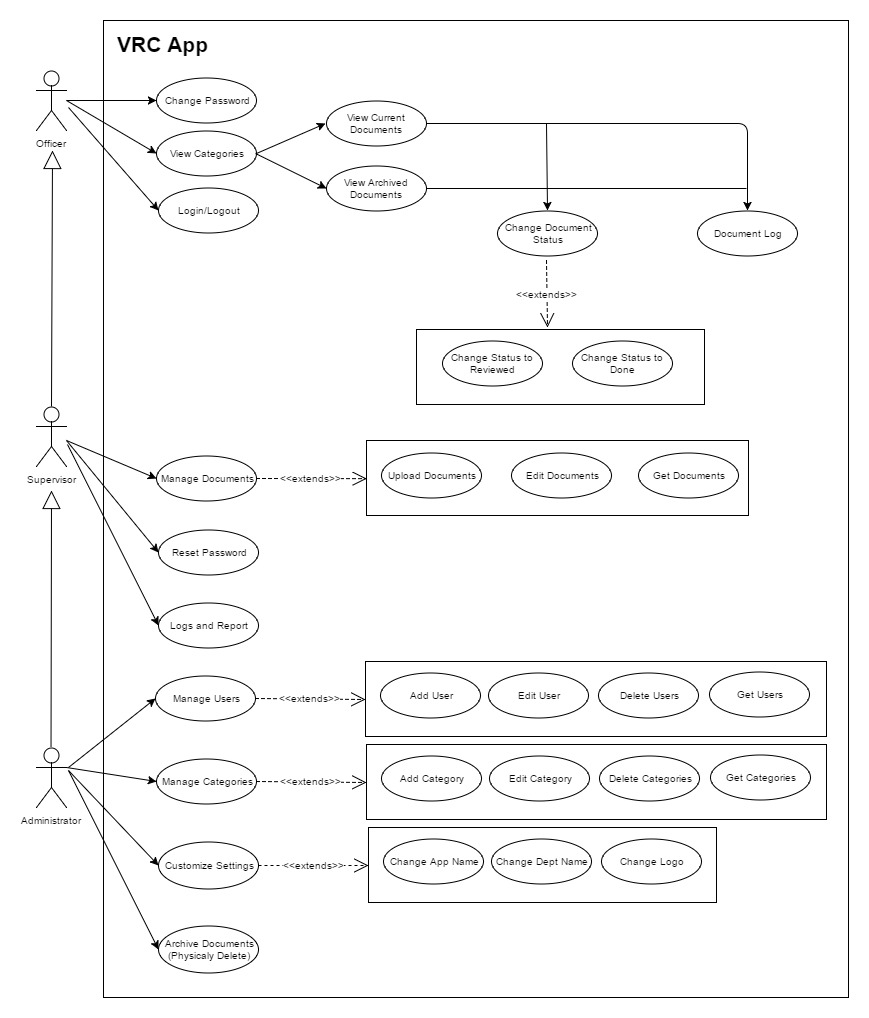 VRC App
Officer
Change Password
View Categories
Login/Logout
View Current
Documents
View Archived
Documents
Change Document
Status
Document Log
<<extends>>
Change Status to
Reviewed
Change Status to
Done
Supervisor
Manage Documents
<<extends>>
Upload Documents
Edit Documents
Get Documents
Reset Password
Logs and Report
Administrator
Manage Users
<<extends>>
Add User
Edit User
Delete Users
Get Users
Manage Categories
<<extends>>
Add Category
Edit Category
Delete Categories
Get Categories
Customize Settings
<<extends>>
Change App Name
Change Dept Name
Change Logo
Archive Documents
(Physicaly Delete)